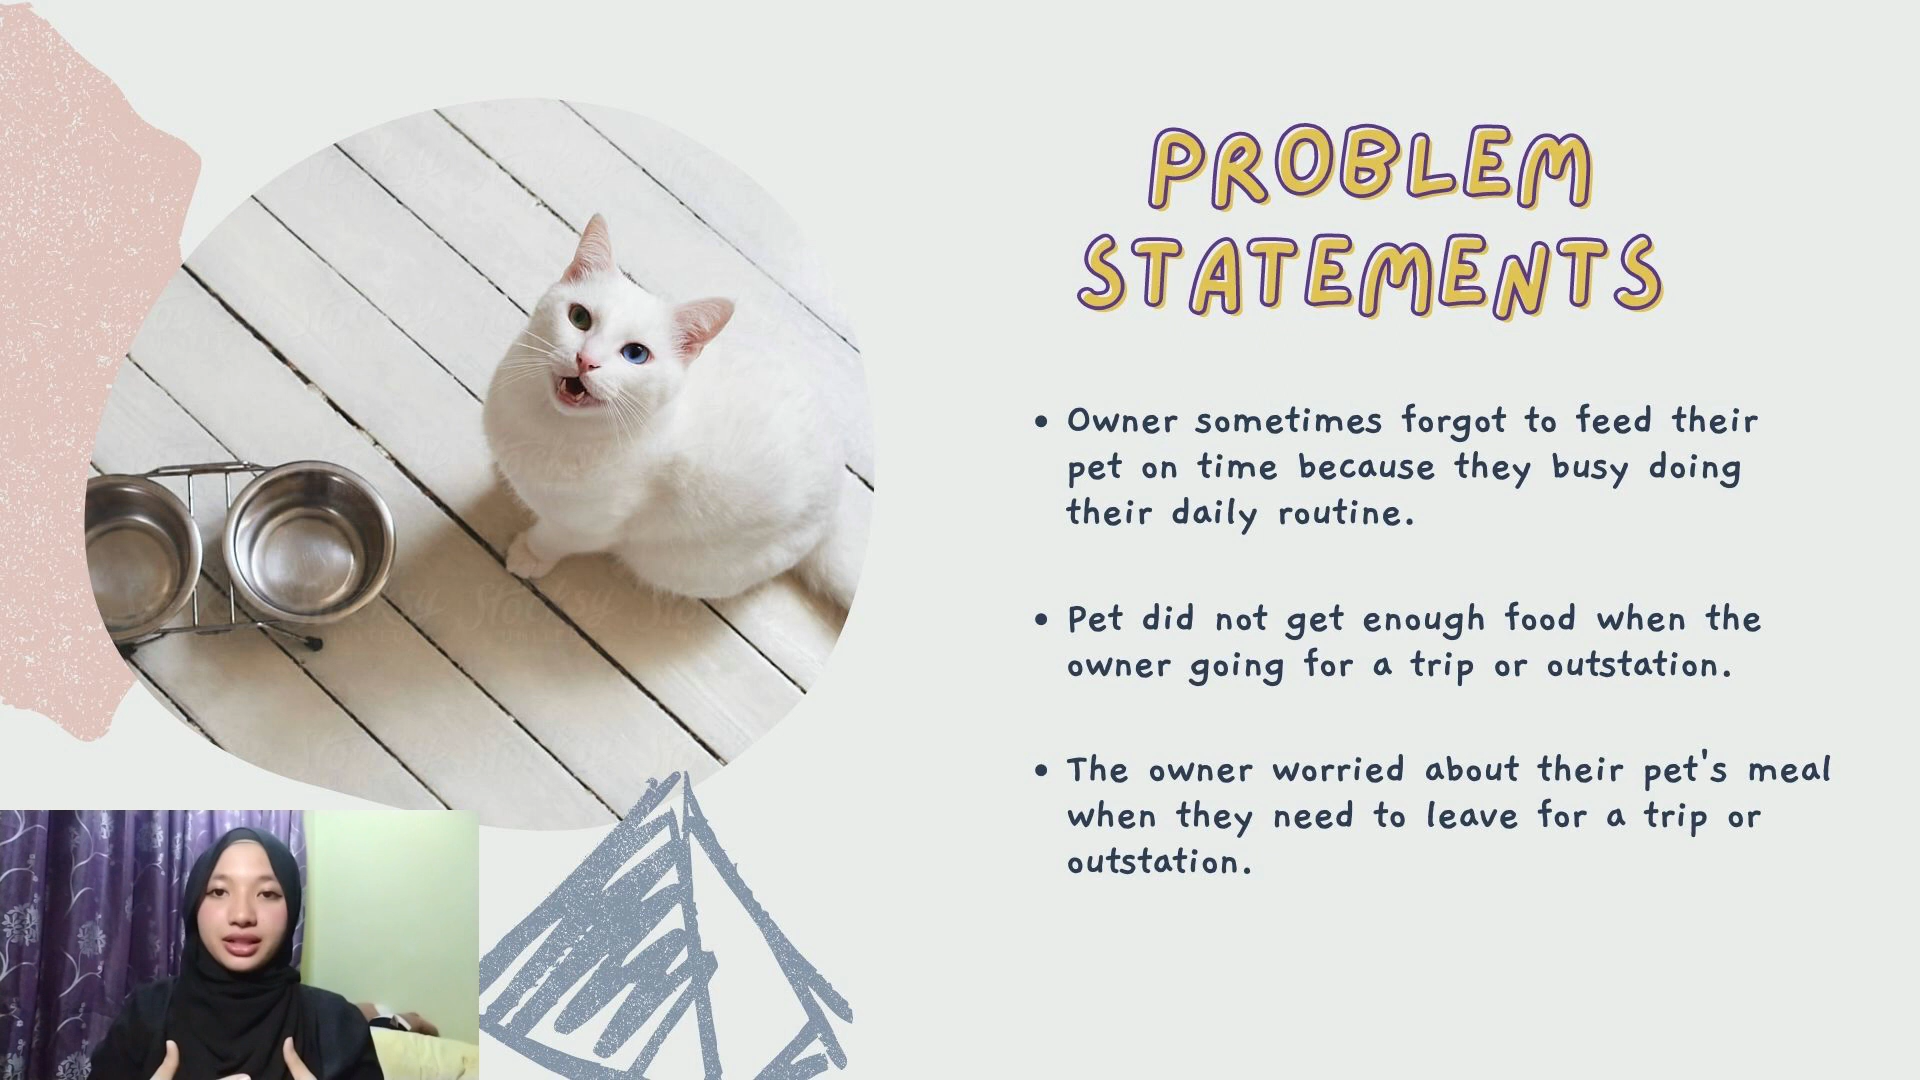 PROBLEM
STATEMENTS
• Owner sometimes forgot to feed their
pet on time because they busy doing
their daily routine.
• Pet did not get enough food when the
owner going for a trip or outstation.
• The owner worried about their pet's meal
when they need to leave for a trip or
outstation.
Stocksy
UNITED